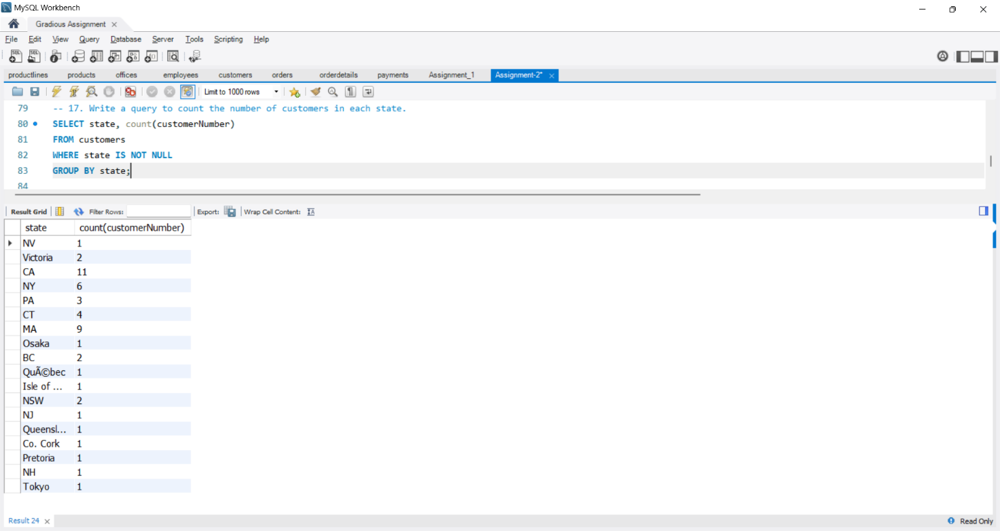 MySQL Workbench
Gradious Assignment
File Edit View Query Database Server Tools Scripting Help
productlines products offices employees customers orders orderdetails payments Assignment_1 Assignment-2*
Limit to 1000 rows
79 -- 17. Write a query to count the number of customers in each state.
80 SELECT state, count(customerNumber)
81 FROM customers
82 WHERE state IS NOT NULL
83 GROUP BY state;
84
Result Grid Filter Rows: Export: Wrap Cell Content:
state count(customerNumber)
NV 1
Victoria 2
CA 11
NY 6
PA 3
CT 4
MA 9
Osaka 1
BC 2
QuÃ©bec 1
Isle of ... 1
NSW 2
NJ 1
Queensl... 1
Co. Cork 1
Pretoria 1
NH 1
Tokyo 1
Result 24 Read Only